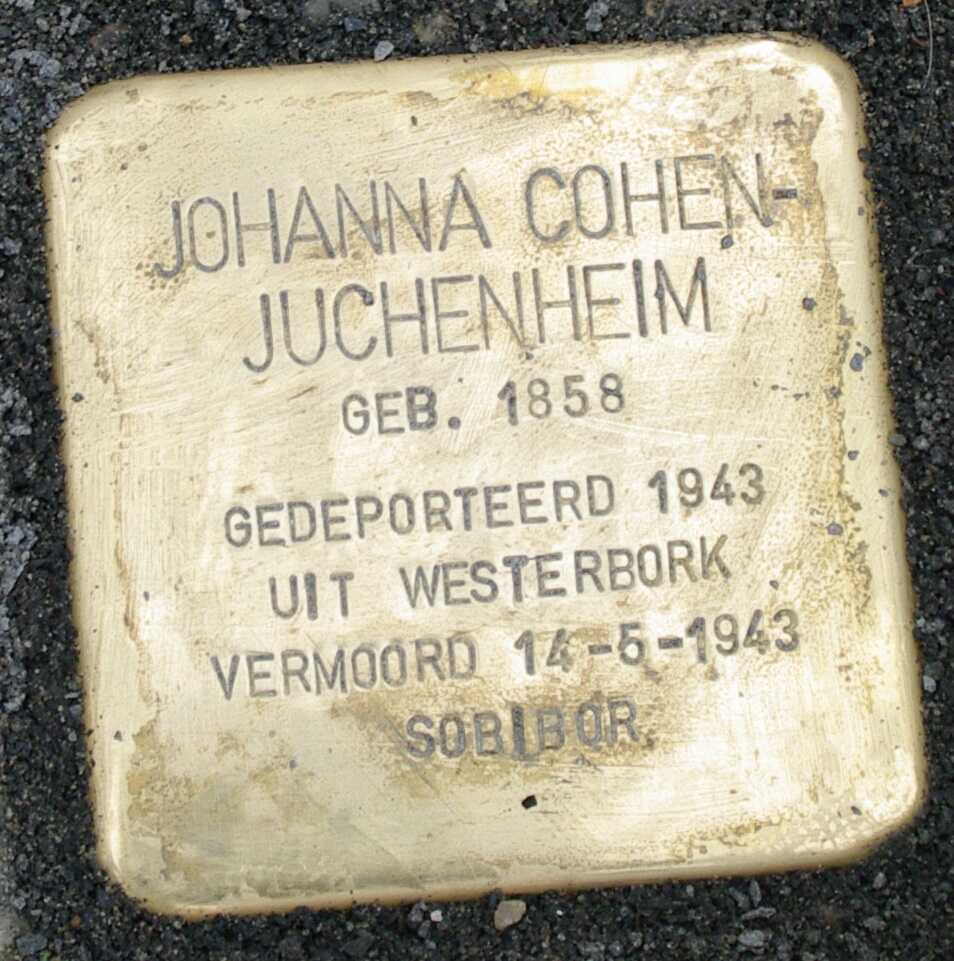 JOHANNA COHEN-
JUCHENHEIM
GEB. 1858
GEDEPORTEERD 1943
UIT WESTERBORK
VERMOORD 14-5-1943
SOBIBOR